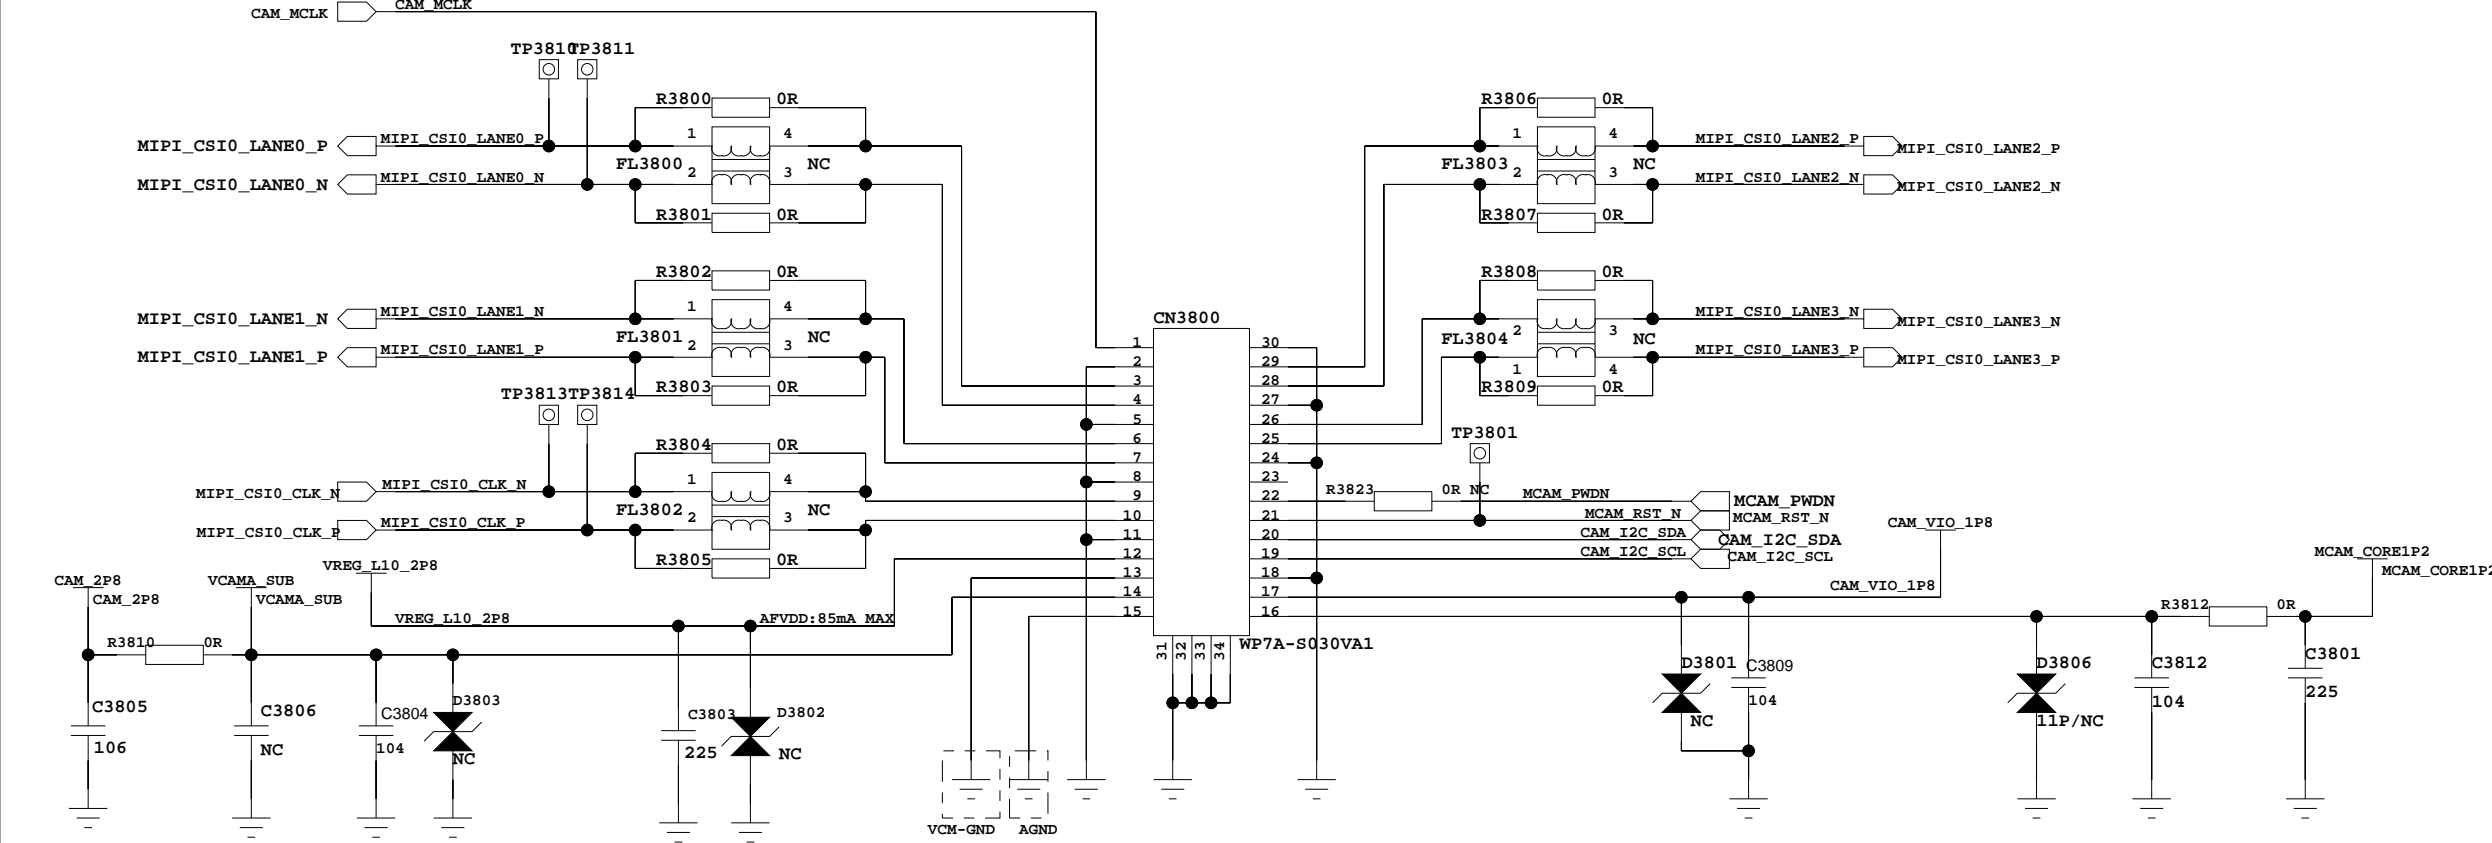 CAM_MCLK CAM_MCLK
TP3810 TP3811
R3800 0R
1 4
MIPI_CSI0_LANE0_P MIPI_CSI0_LANE0_P
FL3800 NC
2 3
MIPI_CSI0_LANE0_N MIPI_CSI0_LANE0_N
R3801 0R
R3802 0R
1 4
MIPI_CSI0_LANE1_N MIPI_CSI0_LANE1_N
FL3801 NC
2 3
MIPI_CSI0_LANE1_P MIPI_CSI0_LANE1_P
R3803 0R
TP3813 TP3814
R3804 0R
1 4
MIPI_CSI0_CLK_N MIPI_CSI0_CLK_N
FL3802 NC
2 3
MIPI_CSI0_CLK_P MIPI_CSI0_CLK_P
R3805 0R
R3806 0R
1 4
MIPI_CSI0_LANE2_P MIPI_CSI0_LANE2_P
FL3803 NC
2 3
MIPI_CSI0_LANE2_N MIPI_CSI0_LANE2_N
R3807 0R
R3808 0R
MIPI_CSI0_LANE3_N MIPI_CSI0_LANE3_N
2 3
FL3804 NC
MIPI_CSI0_LANE3_P MIPI_CSI0_LANE3_P
1 4
R3809 0R
CN3800
1 30
2 29
3 28
4 27
5 26
6 25
7 24
8 23
9 22
10 21
11 20
12 19
13 18
14 17
15 16
31 32 33 34
WP7A-S030VA1
TP3801
R3823 0R NC MCAM_PWDN MCAM_PWDN
MCAM_RST_N MCAM_RST_N
CAM_I2C_SDA CAM_I2C_SDA
CAM_I2C_SCL CAM_I2C_SCL
CAM_VIO_1P8
CAM_VIO_1P8
MCAM_CORE1P2
MCAM_CORE1P2
R3812 0R
CAM_2P8
CAM_2P8
VCAMA_SUB
VCAMA_SUB
VREG_L10_2P8
VREG_L10_2P8
AFVDD:85mA MAX
R3810 0R
C3805
106
C3806
NC
C3804
104
D3803
NC
C3803
225
D3802
NC
VCM-GND
AGND
D3801
NC
C3809
104
D3806
11P/NC
C3812
104
C3801
225